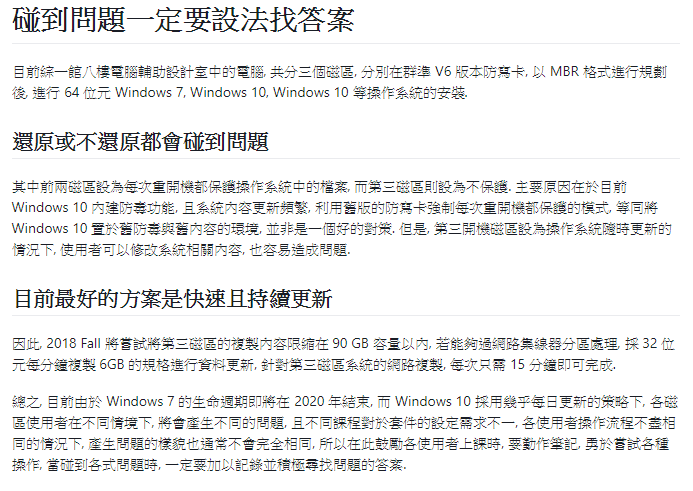 碰到問題一定要設法找答案
目前綜一館八樓電腦輔助設計室中的電腦, 共分三個磁區, 分別在群準 V6 版本防寫卡, 以 MBR 格式進行規劃
後, 進行 64 位元 Windows 7, Windows 10, Windows 10 等操作系統的安裝.
還原或不還原都會碰到問題
其中前兩磁區設為每次重開機都保護操作系統中的檔案, 而第三磁區則設為不保護. 主要原因在於目前
Windows 10 內建防毒功能, 且系統內容更新頻繁, 利用舊版的防寫卡強制每次重開機都保護的模式, 等同將
Windows 10 置於舊防毒與舊內容的環境, 並非是一個好的對策. 但是, 第三開機磁區設為操作系統隨時更新的
情況下, 使用者可以修改系統相關內容, 也容易造成問題.
目前最好的方案是快速且持續更新
因此, 2018 Fall 將嘗試將第三磁區的複製內容限縮在 90 GB 容量以內, 若能夠過網路集線器分區處理, 採 32 位
元每分鐘複製 6GB 的規格進行資料更新, 針對第三磁區系統的網路複製, 每次只需 15 分鐘即可完成.
總之, 目前由於 Windows 7 的生命週期即將在 2020 年結束, 而 Windows 10 採用幾乎每日更新的策略下, 各磁
區使用者在不同情境下, 將會產生不同的問題, 且不同課程對於套件的設定需求不一, 各使用者操作流程不盡相
同的情況下, 產生問題的樣貌也通常不會完全相同, 所以在此鼓勵各使用者上課時, 要勤作筆記, 勇於嘗試各種
操作, 當碰到各式問題時, 一定要加以記錄並積極尋找問題的答案.